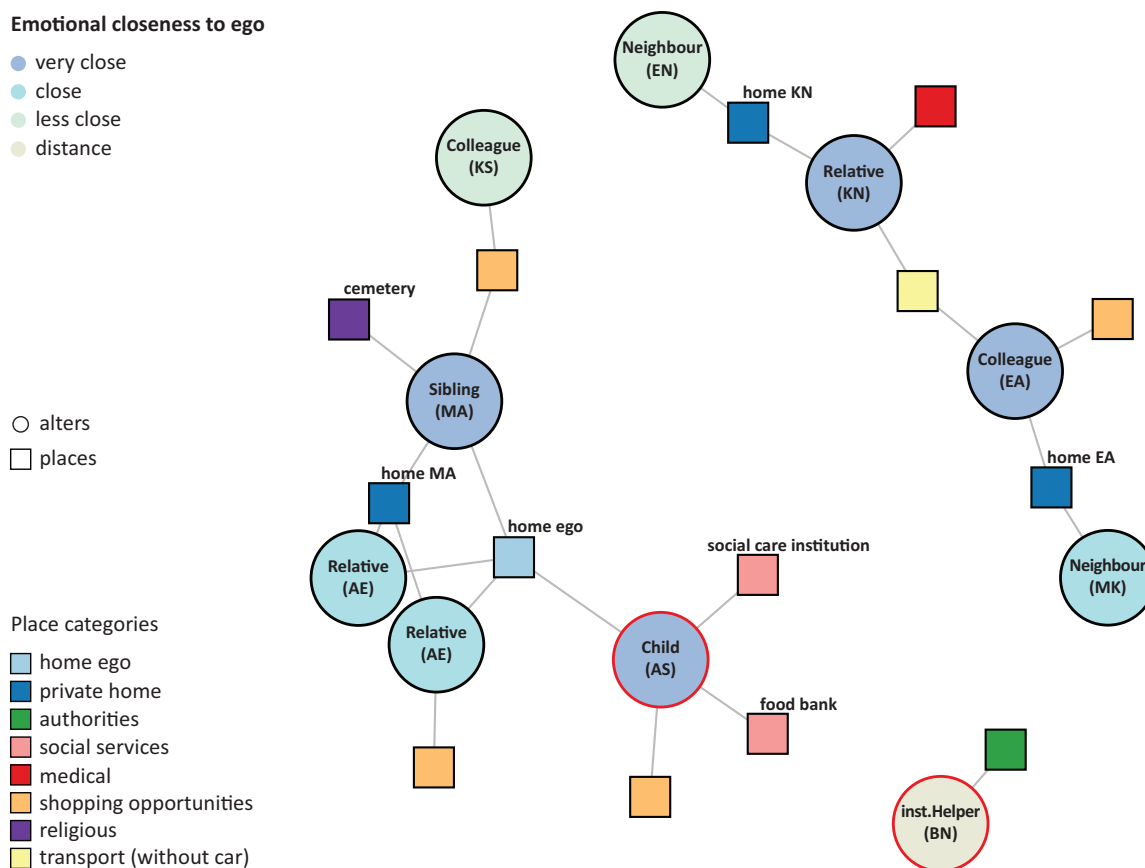 Emotional closeness to ego
very close
close
less close
distance
Neighbour
(EN)
home KN
Relative
(KN)
Colleague
(KS)
cemetery
Sibling
(MA)
Colleague
(EA)
alters
places
home MA
home EA
home ego
social care institution
Relative
(AE)
Neighbour
(MK)
Relative
(AE)
Child
(AS)
food bank
Place categories
home ego
private home
authorities
social services
medical
shopping opportunities
religious
transport (without car)
inst.Helper
(BN)